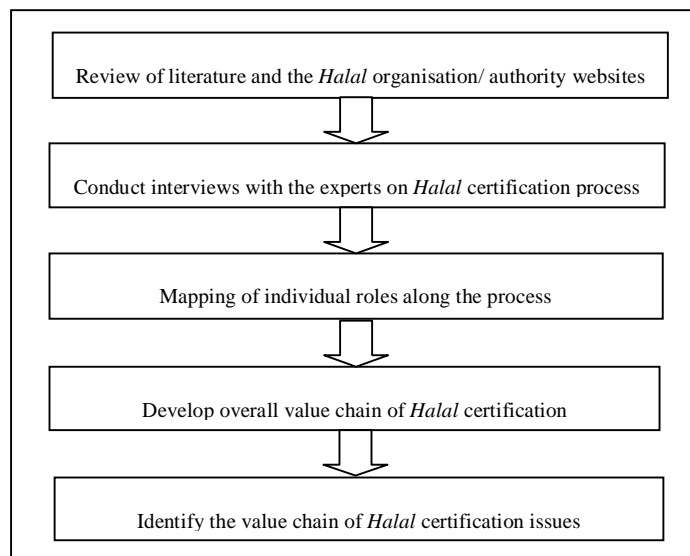 Review of literature and the Halal organisation/ authority websites
Conduct interviews with the experts on Halal certification process
Mapping of individual roles along the process
Develop overall value chain of Halal certification
Identify the value chain of Halal certification issues